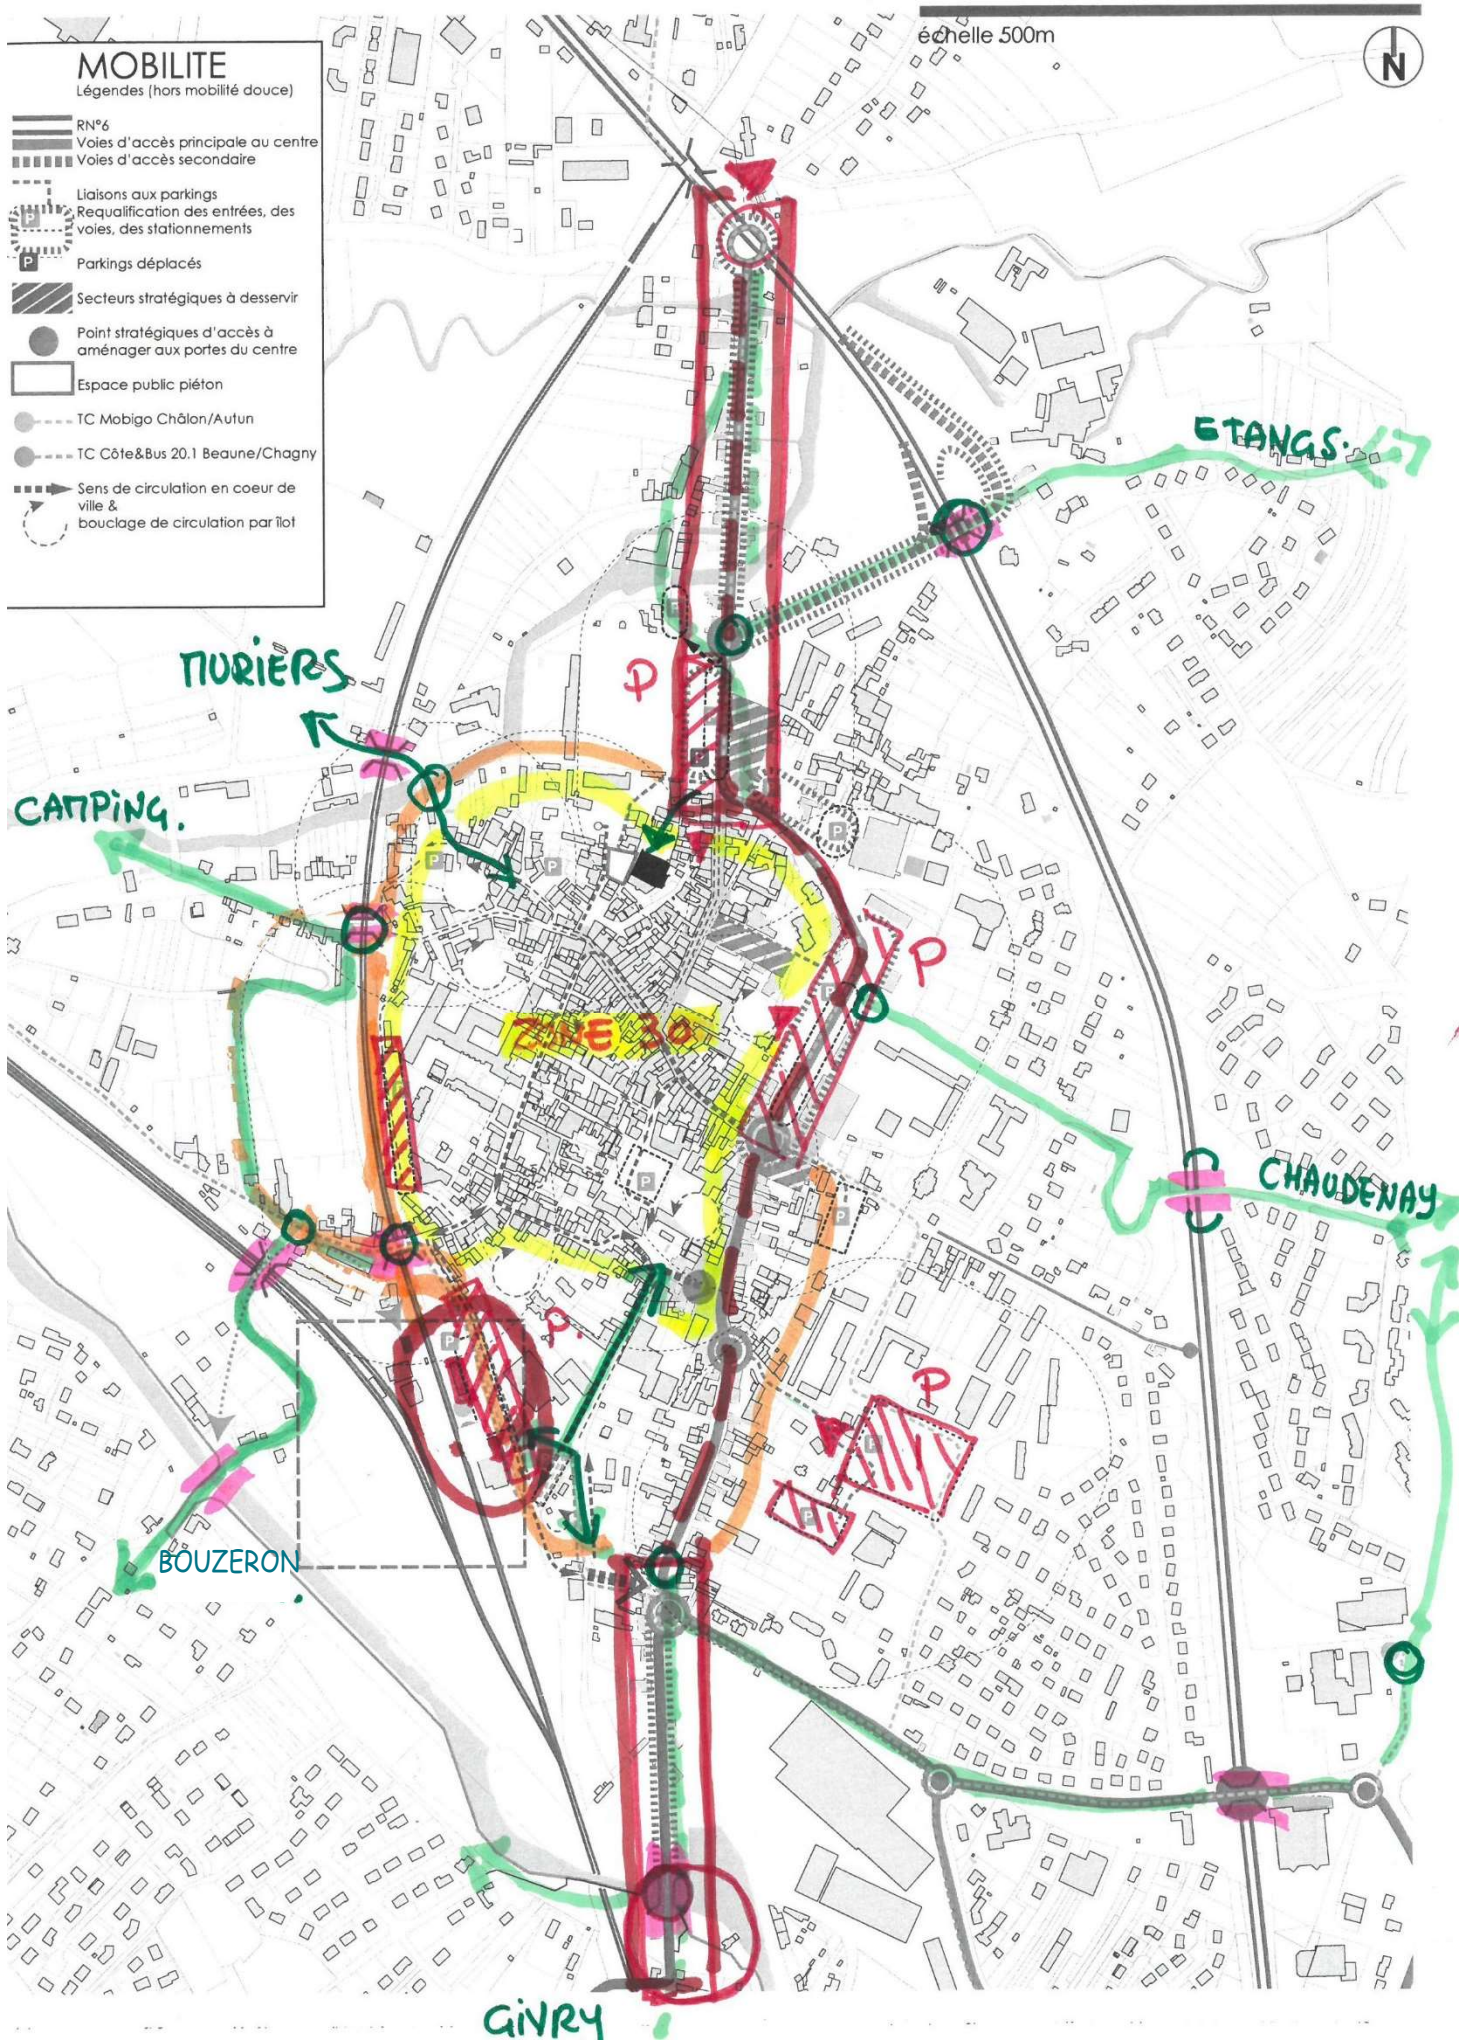 échelle 500m
N
MOBILITE
Légendes (hors mobilité douce)
RN°6
Voies d'accès principale au centre
Voies d'accès secondaire
Liaisons aux parkings
P
Requalification des entrées, des
voies, des stationnements
P
Parkings déplacés
Secteurs stratégiques à desservir
Point stratégiques d'accès à
aménager aux portes du centre
Espace public piéton
TC Mobigo Châlon/Autun
TC Côte&Bus 20.1 Beaune/Chagny
Sens de circulation en coeur de
ville &
bouclage de circulation par îlot
ETANGS.
P
MURIERS
P
P
CAMPING.
P
P
P
P
ZONE 30
P
CHAUDENAY
P
P
P
P.
P
P
P
BOUZERON
GIVRY